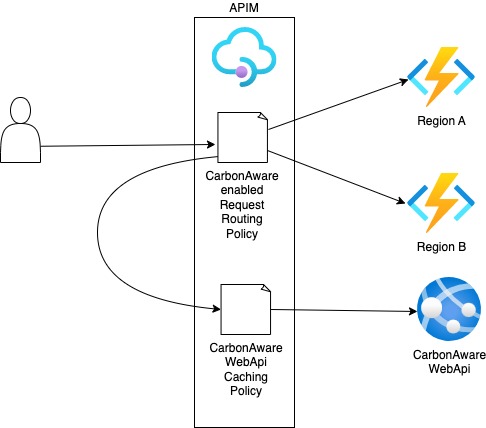 APIM
Region A
CarbonAware
enabled
Request
Routing
Policy
Region B
CarbonAware
WebApi
Caching
Policy
CarbonAware
WebApi